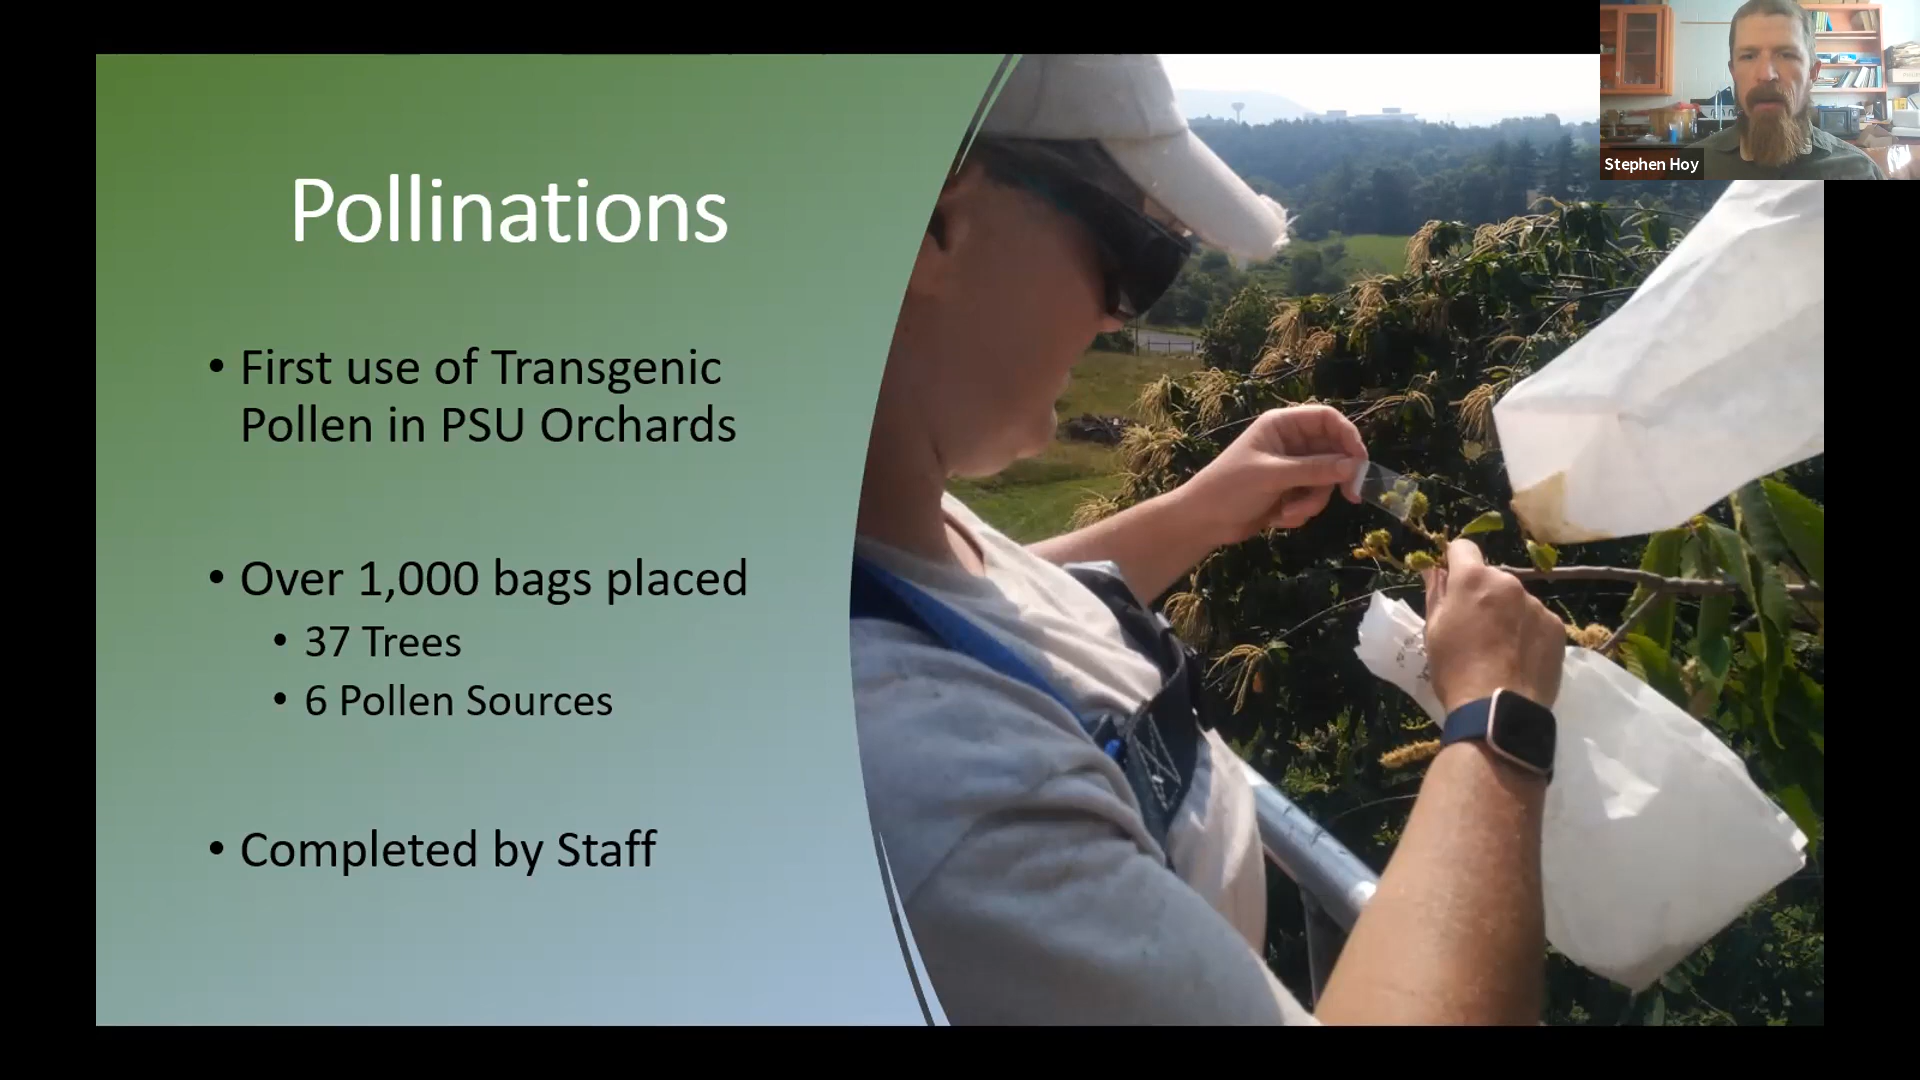 Stephen Hoy
Pollinations
• First use of Transgenic
Pollen in PSU Orchards
• Over 1,000 bags placed
• 37 Trees
• 6 Pollen Sources
• Completed by Staff